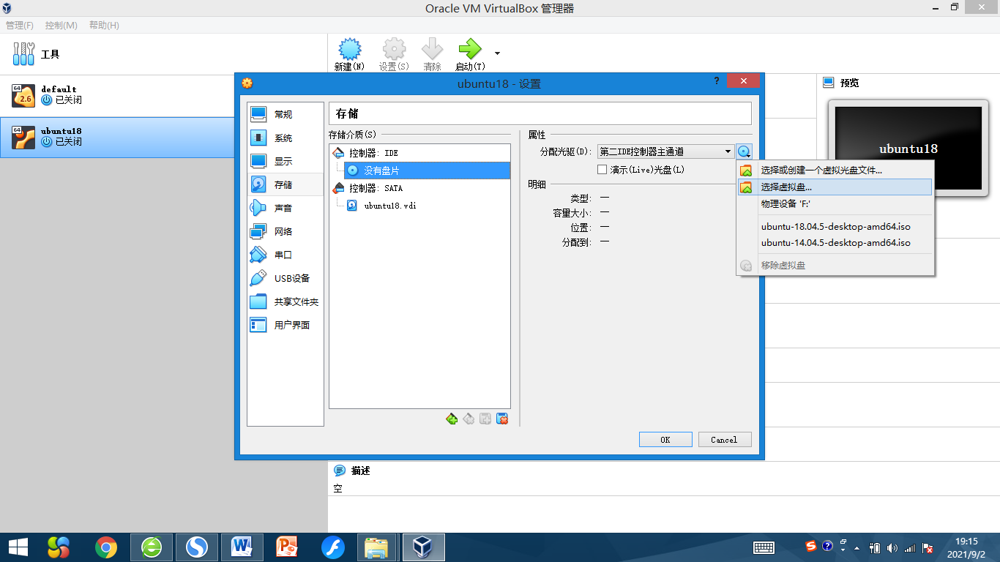 Oracle VM VirtualBox 管理器
管理(F) 控制(M) 帮助(H)
工具
新建(N) 设置(S) 清除 启动(T)
64 2.6 default
已关闭
64 ubuntu18
已关闭
预览
ubuntu18
ubuntu18 - 设置
?
常规
系统
显示
存储
声音
网络
串口
USB设备
共享文件夹
用户界面
存储
存储介质(S)
控制器: IDE
没有盘片
控制器: SATA
ubuntu18.vdi
属性
分配光驱(D): 第二IDE控制器主通道
演示(Live)光盘(L)
明细
类型: —
容量大小: —
位置: —
分配到: —
选择或创建一个虚拟光盘文件...
选择虚拟盘...
物理设备 'F:'
ubuntu-18.04.5-desktop-amd64.iso
ubuntu-14.04.5-desktop-amd64.iso
移除虚拟盘
OK Cancel
描述
空
19:15
2021/9/2